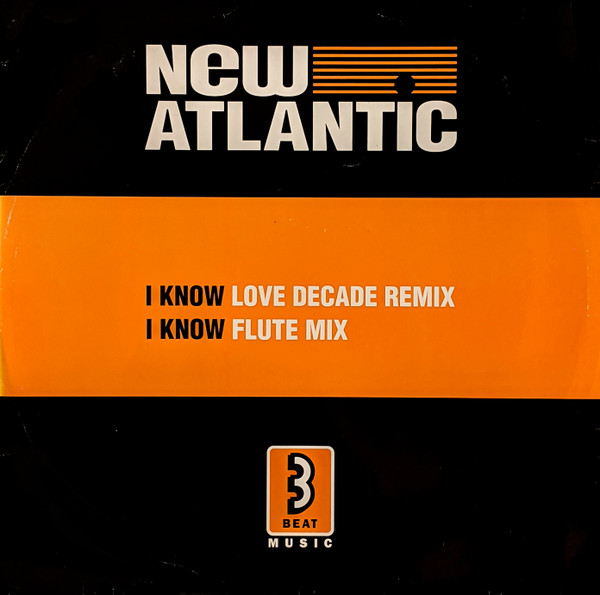 New
ATLANTIC
I KNOW LOVE DECADE REMIX
I KNOW FLUTE MIX
3
BEAT
MUSIC